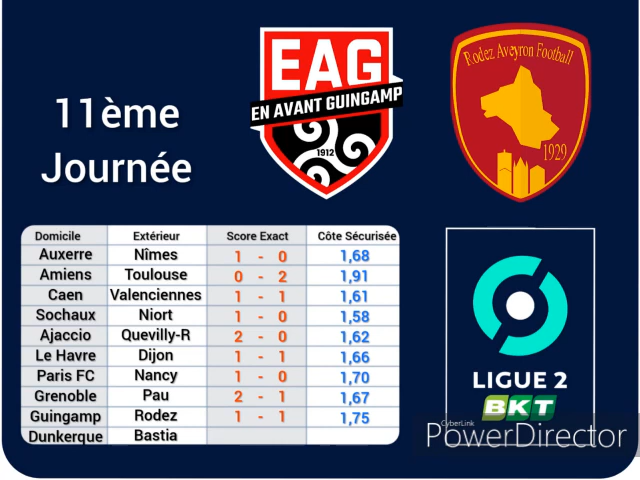 11ème
Journée
EAG
EN AVANT GUINGAMP
1912
Rodez Aveyron Football
1929
Domicile Extérieur Score Exact Côte Sécurisée
Auxerre Nîmes 1 - 0 1,68
Amiens Toulouse 0 - 2 1,91
Caen Valenciennes 1 - 1 1,61
Sochaux Niort 1 - 0 1,58
Ajaccio Quevilly-R 2 - 0 1,62
Le Havre Dijon 1 - 1 1,66
Paris FC Nancy 1 - 0 1,70
Grenoble Pau 2 - 1 1,67
Guingamp Rodez 1 - 1 1,75
Dunkerque Bastia
LIGUE 2
BKT
CyberLink
PowerDirector